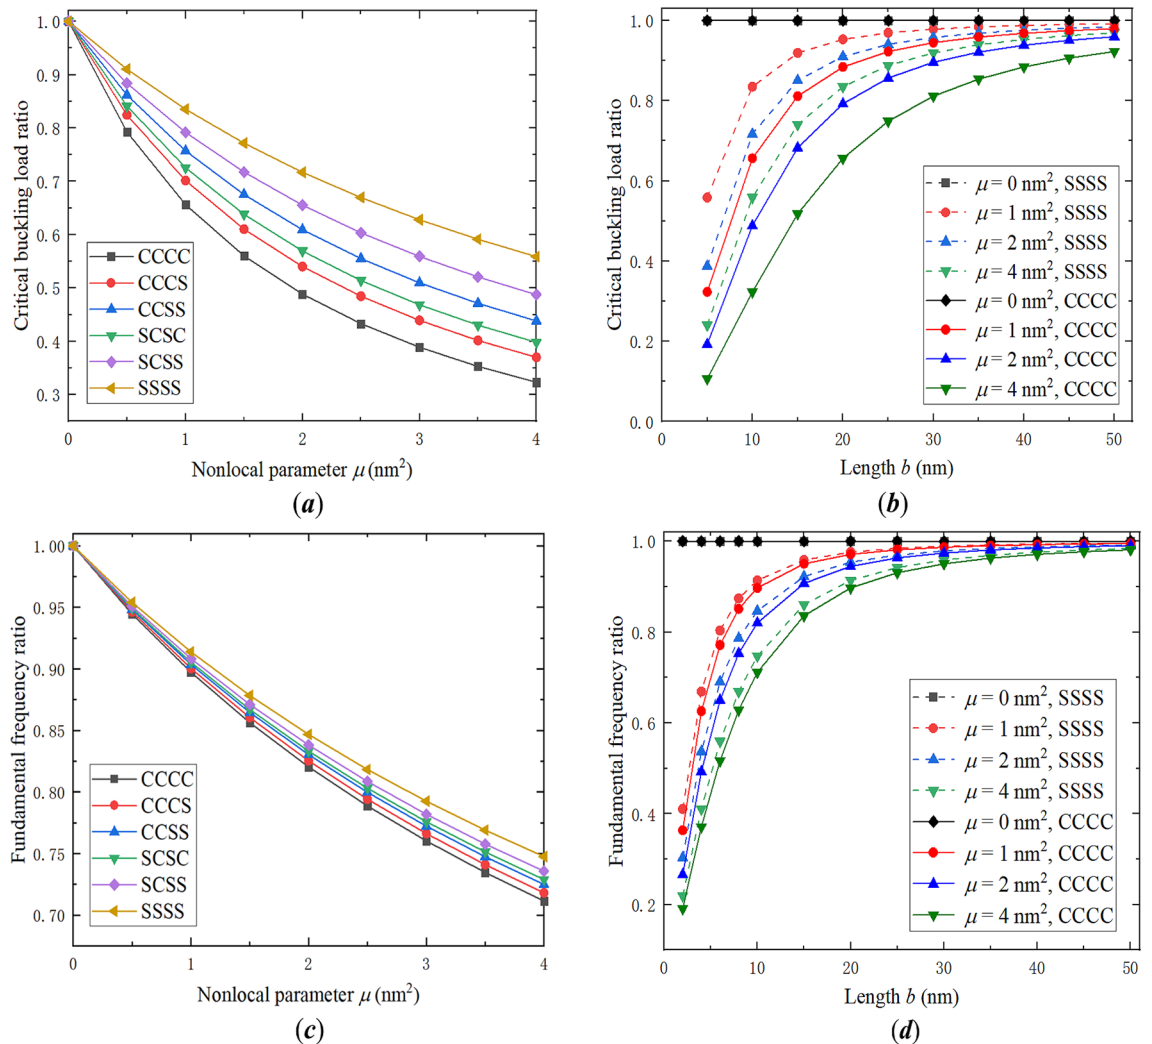 Critical buckling load ratio
1.0
0.9
0.8
0.7
0.6
0.5
0.4
0.3
CCCC
CCCS
CCSS
SCSC
SCSS
SSSS
0 1 2 3 4
Nonlocal parameter μ (nm²)
(a)
Critical buckling load ratio
1.0
0.8
0.6
0.4
0.2
0.0
μ = 0 nm², SSSS
μ = 1 nm², SSSS
μ = 2 nm², SSSS
μ = 4 nm², SSSS
μ = 0 nm², CCCC
μ = 1 nm², CCCC
μ = 2 nm², CCCC
μ = 4 nm², CCCC
0 10 20 30 40 50
Length b (nm)
(b)
Fundamental frequency ratio
1.00
0.95
0.90
0.85
0.80
0.75
0.70
CCCC
CCCS
CCSS
SCSC
SCSS
SSSS
0 1 2 3 4
Nonlocal parameter μ (nm²)
(c)
Fundamental frequency ratio
1.0
0.8
0.6
0.4
0.2
μ = 0 nm², SSSS
μ = 1 nm², SSSS
μ = 2 nm², SSSS
μ = 4 nm², SSSS
μ = 0 nm², CCCC
μ = 1 nm², CCCC
μ = 2 nm², CCCC
μ = 4 nm², CCCC
0 10 20 30 40 50
Length b (nm)
(d)